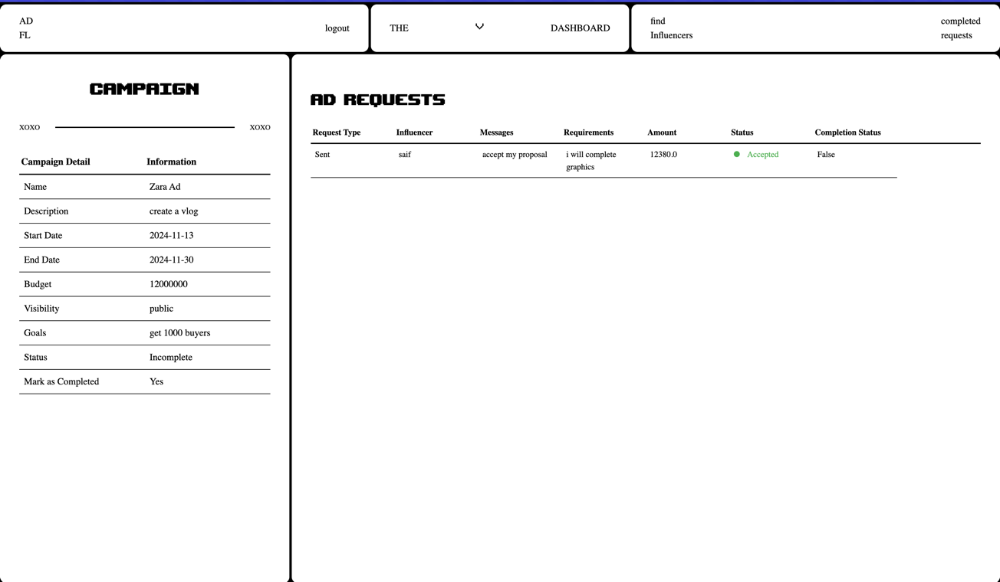 AD
FL
logout
THE
DASHBOARD
find
Influencers
completed
requests
CAMPAIGN
XOXO
XOXO
Campaign Detail Information
Name Zara Ad
Description create a vlog
Start Date 2024-11-13
End Date 2024-11-30
Budget 12000000
Visibility public
Goals get 1000 buyers
Status Incomplete
Mark as Completed Yes
AD REQUESTS
Request Type Influencer Messages Requirements Amount Status Completion Status
Sent saif accept my proposal i will complete 12380.0 Accepted False
graphics